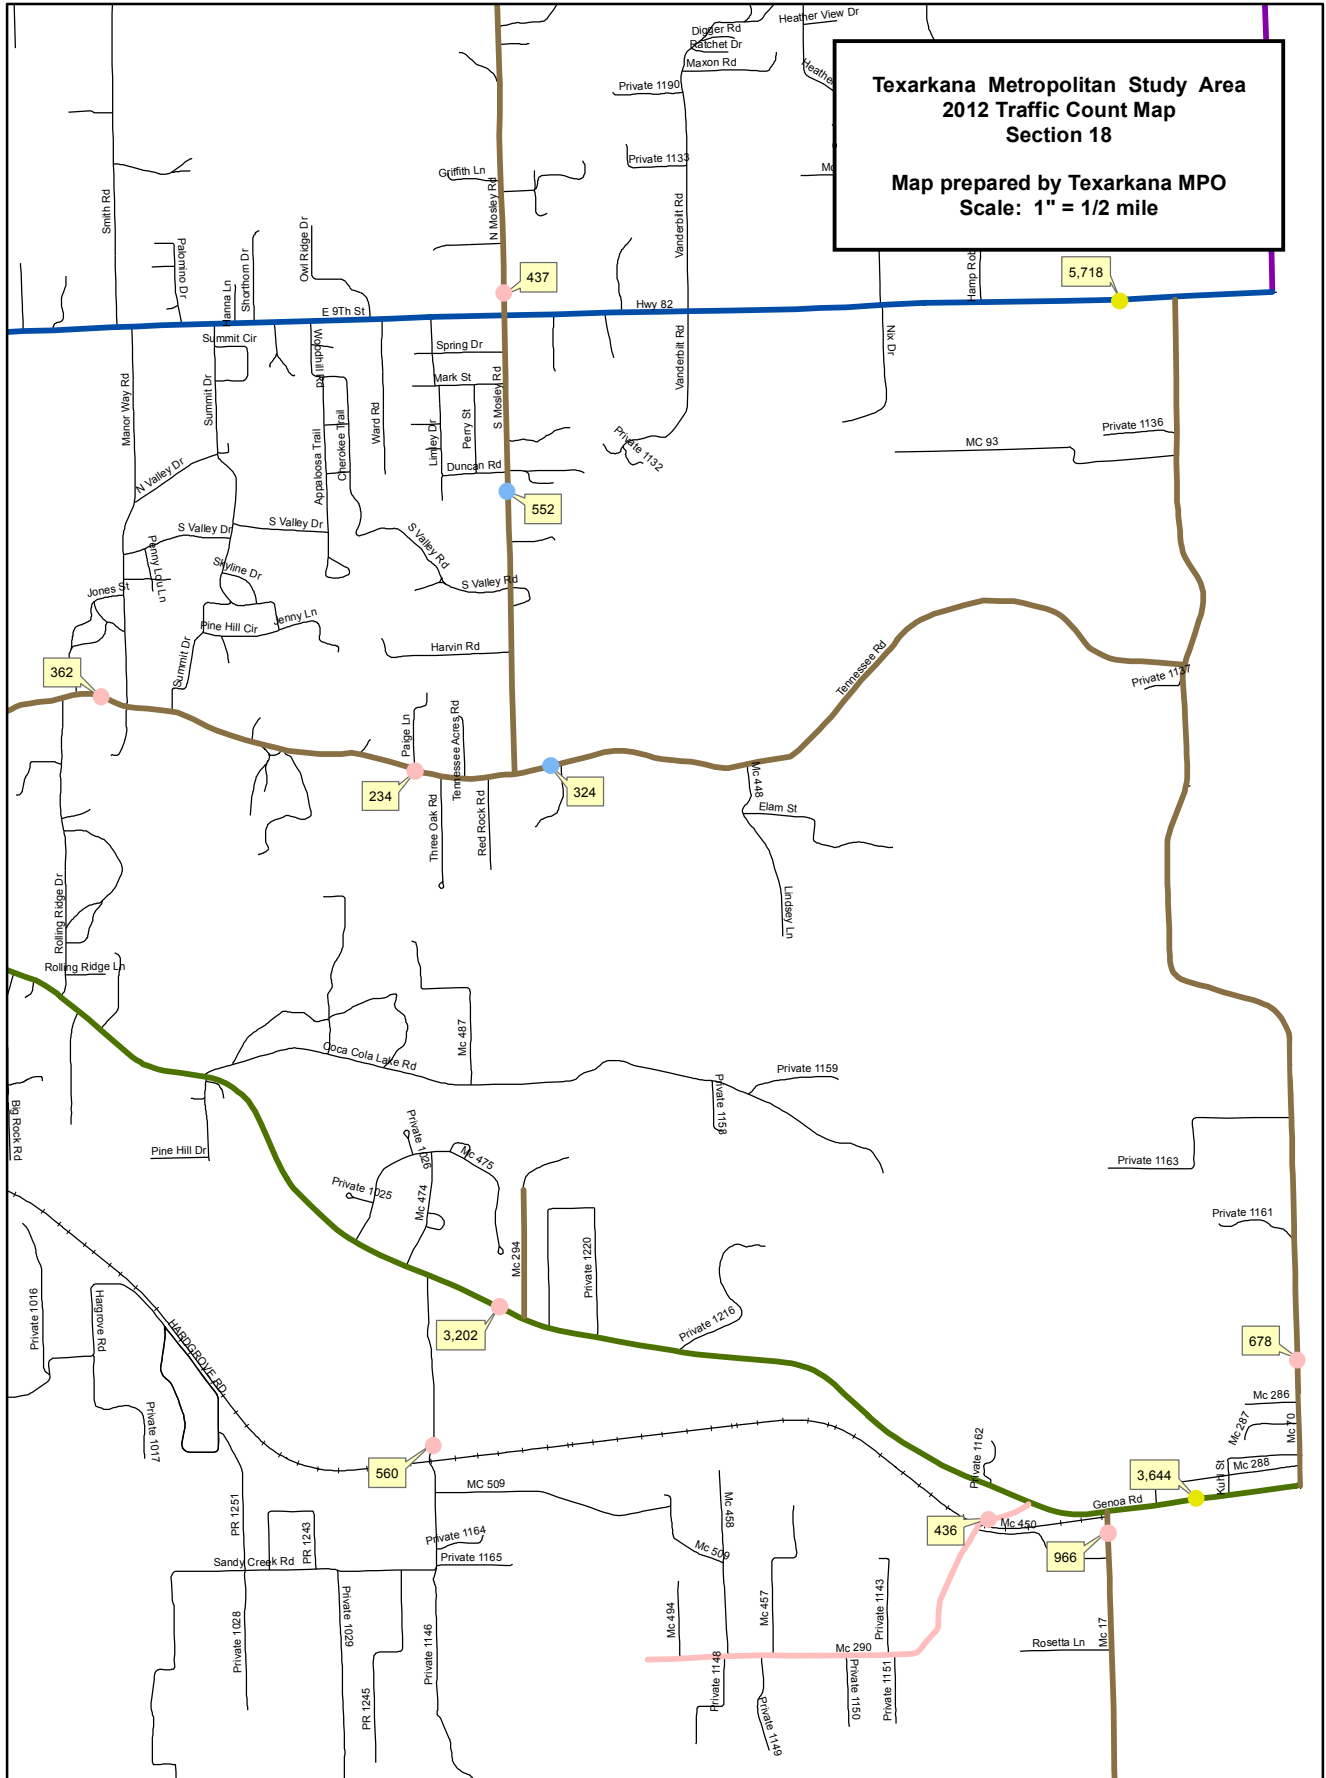 Heather View Dr
Digger Rd
Ratchet Dr
Maxon Rd
Private 1190
Texarkana Metropolitan Study Area
2012 Traffic Count Map
Section 18
Map prepared by Texarkana MPO
Scale: 1" = 1/2 mile
Private 1133
Griffith Ln
Smith Rd
N Mosley Rd
Vanderbilt Rd
Palomino Dr
Hanna Ln
Shorthorn Dr
Owl Ridge Dr
437
5,718
Hwy 82
E 9Th St
Summit Cir
Spring Dr
Mark St
Woodhill Rd
Manor Way Rd
Summit Dr
Ward Rd
Limley Dr
Perry St
S Mosley Rd
Vanderbilt Rd
Nix Dr
Private 1132
Private 1136
MC 93
N Valley Dr
Appaloosa Trail
Cherokee Trail
Duncan Rd
552
S Valley Dr
S Valley Dr
S Valley Rd
S Valley Rd
Penny Lou Ln
Skyline Dr
Jones St
Pine Hill Cir
Jenny Ln
Summit Dr
Harvin Rd
362
Tennessee Rd
Private 1137
Paige Ln
Tennessee Acres Rd
234
324
Three Oak Rd
Red Rock Rd
Mc 448
Elam St
Lindsey Ln
Rolling Ridge Dr
Rolling Ridge Ln
Mc 487
Coca Cola Lake Rd
Private 1159
Private 1158
Big Rock Rd
Pine Hill Dr
Private 1026
Mc 475
Private 1025
Mc 474
Private 1163
Private 1161
Mc 294
Private 1220
Private 1216
Private 1016
Hargrove Rd
HARDGROVE RD
3,202
678
Private 1017
560
Mc 286
Mc 287
Mc 70
Mc 288
Kuhl St
3,644
Private 1162
Genoa Rd
MC 509
Mc 458
436
Mc 450
966
PR 1251
PR 1243
Private 1164
Private 1165
Sandy Creek Rd
Mc 509
Mc 494
Mc 457
Private 1143
Private 1028
Private 1029
Private 1146
Mc 290
Rosetta Ln
Mc 17
PR 1245
Private 1148
Private 1149
Private 1150
Private 1151